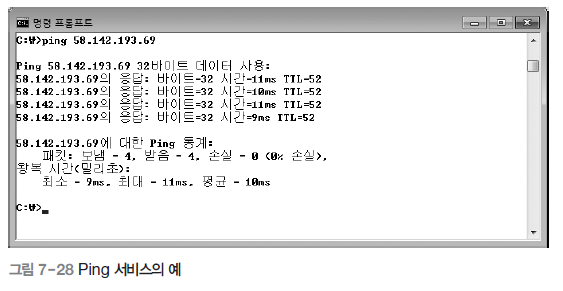 명령 프롬프트
C:₩>ping 58.142.193.69
Ping 58.142.193.69 32바이트 데이터 사용:
58.142.193.69의 응답: 바이트=32 시간=11ms TTL=52
58.142.193.69의 응답: 바이트=32 시간=10ms TTL=52
58.142.193.69의 응답: 바이트=32 시간=11ms TTL=52
58.142.193.69의 응답: 바이트=32 시간=9ms TTL=52
58.142.193.69에 대한 Ping 통계:
패킷: 보냄 = 4, 받음 = 4, 손실 = 0 (0% 손실),
왕복 시간(밀리초):
최소 = 9ms, 최대 = 11ms, 평균 = 10ms
C:₩>_
그림 7-28 Ping 서비스의 예